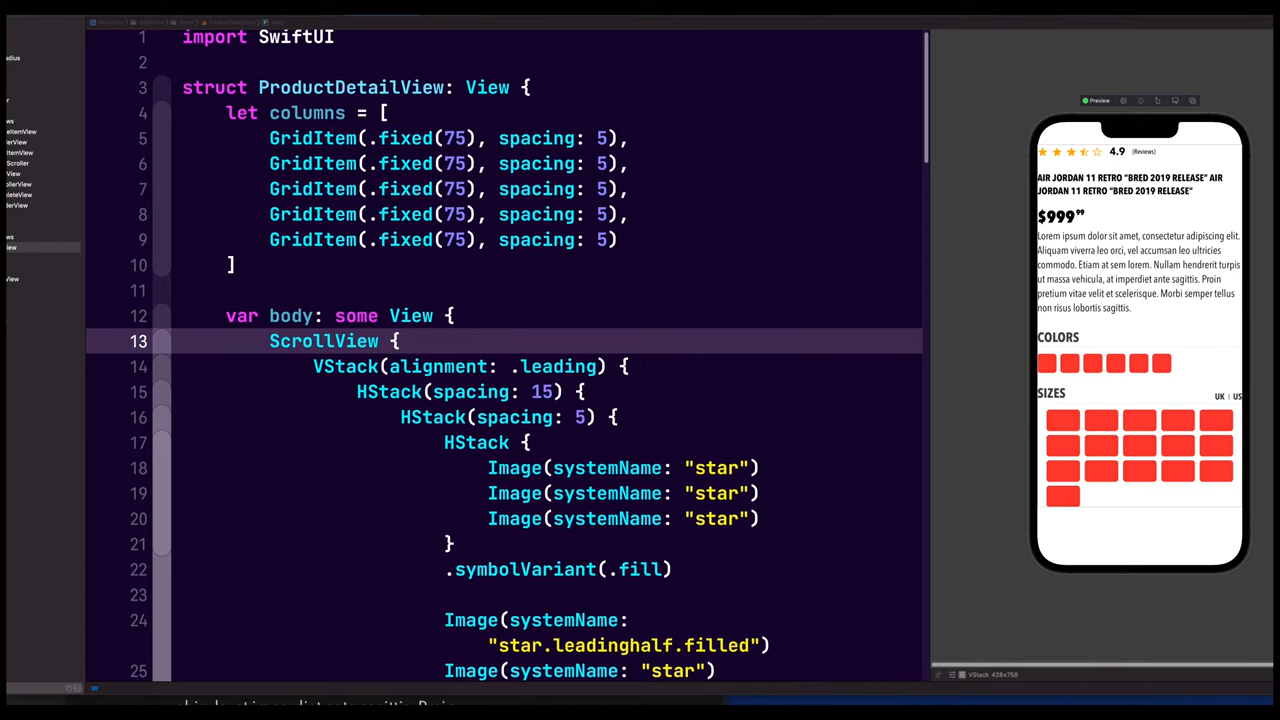 1 import SwiftUI
2
3 struct ProductDetailView: View {
4 let columns = [
5 GridItem(.fixed(75), spacing: 5),
6 GridItem(.fixed(75), spacing: 5),
7 GridItem(.fixed(75), spacing: 5),
8 GridItem(.fixed(75), spacing: 5),
9 GridItem(.fixed(75), spacing: 5)
10 ]
11
12 var body: some View {
13 ScrollView {
14 VStack(alignment: .leading) {
15 HStack(spacing: 15) {
16 HStack(spacing: 5) {
17 HStack {
18 Image(systemName: "star")
19 Image(systemName: "star")
20 Image(systemName: "star")
21 }
22 .symbolVariant(.fill)
24 Image(systemName:
"star.leadinghalf.filled")
25 Image(systemName: "star")
Preview
4.9 (Reviews)
AIR JORDAN 11 RETRO “BRED 2019 RELEASE” AIR
JORDAN 11 RETRO “BRED 2019 RELEASE”
$999⁹⁹
Lorem ipsum dolor sit amet, consectetur adipiscing elit.
Aliquam viverra leo orci, vel accumsan leo ultricies
commodo. Etiam at sem lorem. Nullam hendrerit turpis
ut massa vehicula, at imperdiet ante sagittis. Proin
pretium vitae velit et scelerisque. Morbi semper tellus
non risus lobortis sagittis.
COLORS
SIZES
UK | US
VStack 428×758